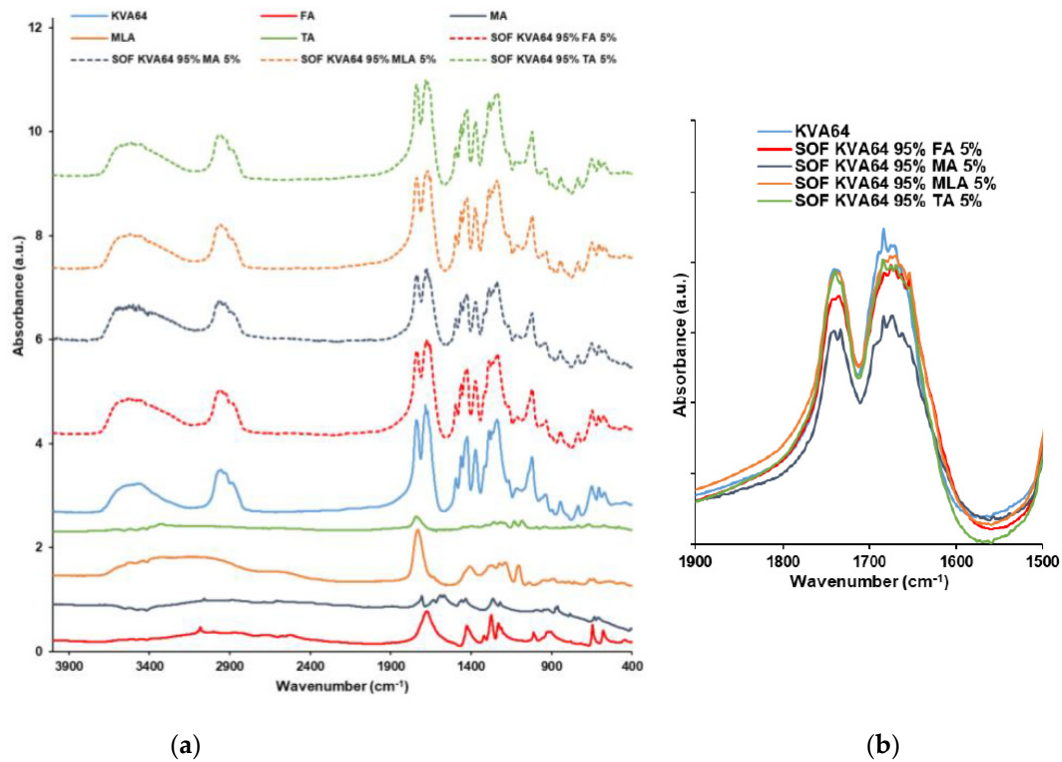 KVA64 FA MA
MLA TA SOF KVA64 95% FA 5%
SOF KVA64 95% MA 5% SOF KVA64 95% MLA 5% SOF KVA64 95% TA 5%
12
10
8
6
4
2
0
Absorbance (a.u.)
3900 3400 2900 2400 1900 1400 900 400
Wavenumber (cm-1)
(a)
KVA64
SOF KVA64 95% FA 5%
SOF KVA64 95% MA 5%
SOF KVA64 95% MLA 5%
SOF KVA64 95% TA 5%
Absorbance (a.u.)
1900 1800 1700 1600 1500
Wavenumber (cm-1)
(b)